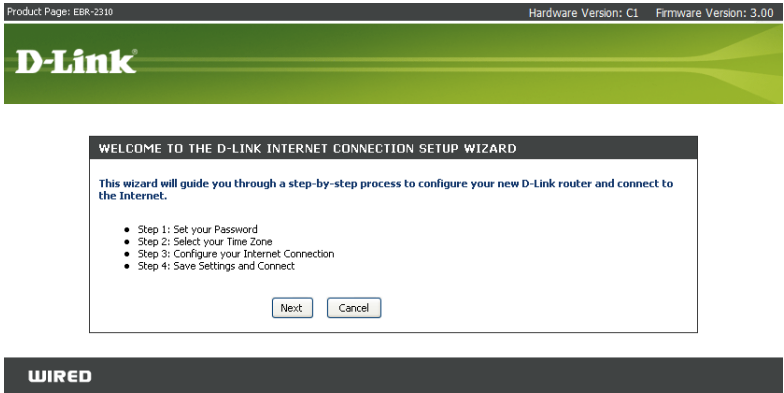 Product Page: EBR-2310 Hardware Version: C1 Firmware Version: 3.00
D-Link
WELCOME TO THE D-LINK INTERNET CONNECTION SETUP WIZARD
This wizard will guide you through a step-by-step process to configure your new D-Link router and connect to
the Internet.
• Step 1: Set your Password
• Step 2: Select your Time Zone
• Step 3: Configure your Internet Connection
• Step 4: Save Settings and Connect
Next Cancel
WIRED